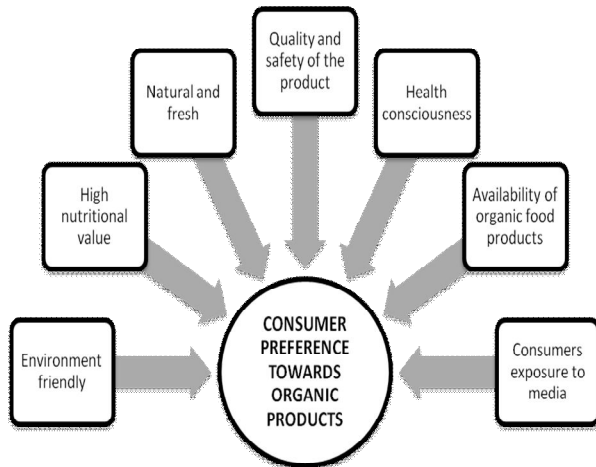 Quality and
safety of the
product
Natural and
fresh
Health
consciousness
High
nutritional
value
Availability of
organic food
products
Environment
friendly
CONSUMER
PREFERENCE
TOWARDS
ORGANIC
PRODUCTS
Consumers
exposure to
media